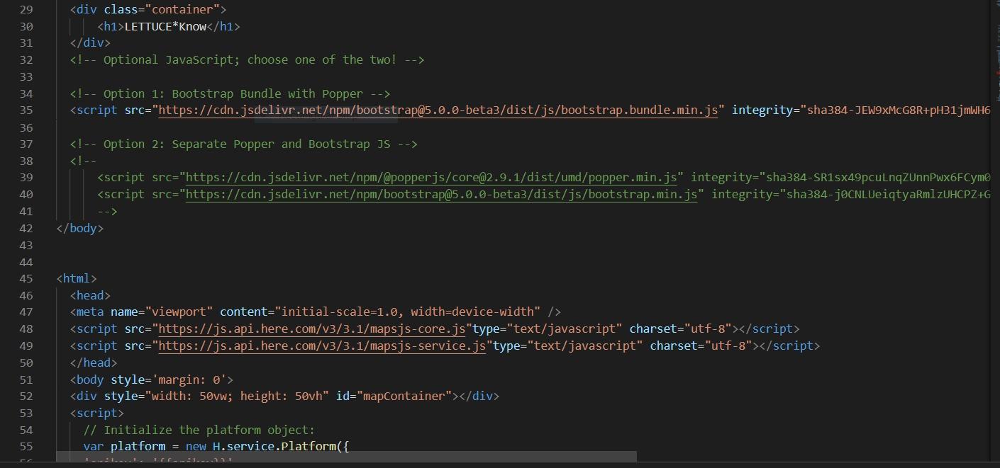 29 <div class="container">
30 <h1>LETTUCE*Know</h1>
31 </div>
32 <!-- Optional JavaScript; choose one of the two! -->
33
34 <!-- Option 1: Bootstrap Bundle with Popper -->
35 <script src="https://cdn.jsdelivr.net/npm/bootstrap@5.0.0-beta3/dist/js/bootstrap.bundle.min.js" integrity="sha384-JEW9xMcG8R+pH31jmWH6
36
37 <!-- Option 2: Separate Popper and Bootstrap JS -->
38 <!--
39 <script src="https://cdn.jsdelivr.net/npm/@popperjs/core@2.9.1/dist/umd/popper.min.js" integrity="sha384-SR1sx49pcuLnqZUnnPwx6FCym0
40 <script src="https://cdn.jsdelivr.net/npm/bootstrap@5.0.0-beta3/dist/js/bootstrap.min.js" integrity="sha384-j0CNLUeiqtyaRmlzUHCPZ+G
41 -->
42 </body>
43
44
45 <html>
46 <head>
47 <meta name="viewport" content="initial-scale=1.0, width=device-width" />
48 <script src="https://js.api.here.com/v3/3.1/mapsjs-core.js"type="text/javascript" charset="utf-8"></script>
49 <script src="https://js.api.here.com/v3/3.1/mapsjs-service.js"type="text/javascript" charset="utf-8"></script>
50 </head>
51 <body style='margin: 0'>
52 <div style="width: 50vw; height: 50vh" id="mapContainer"></div>
53 <script>
54 // Initialize the platform object:
55 var platform = new H.service.Platform({